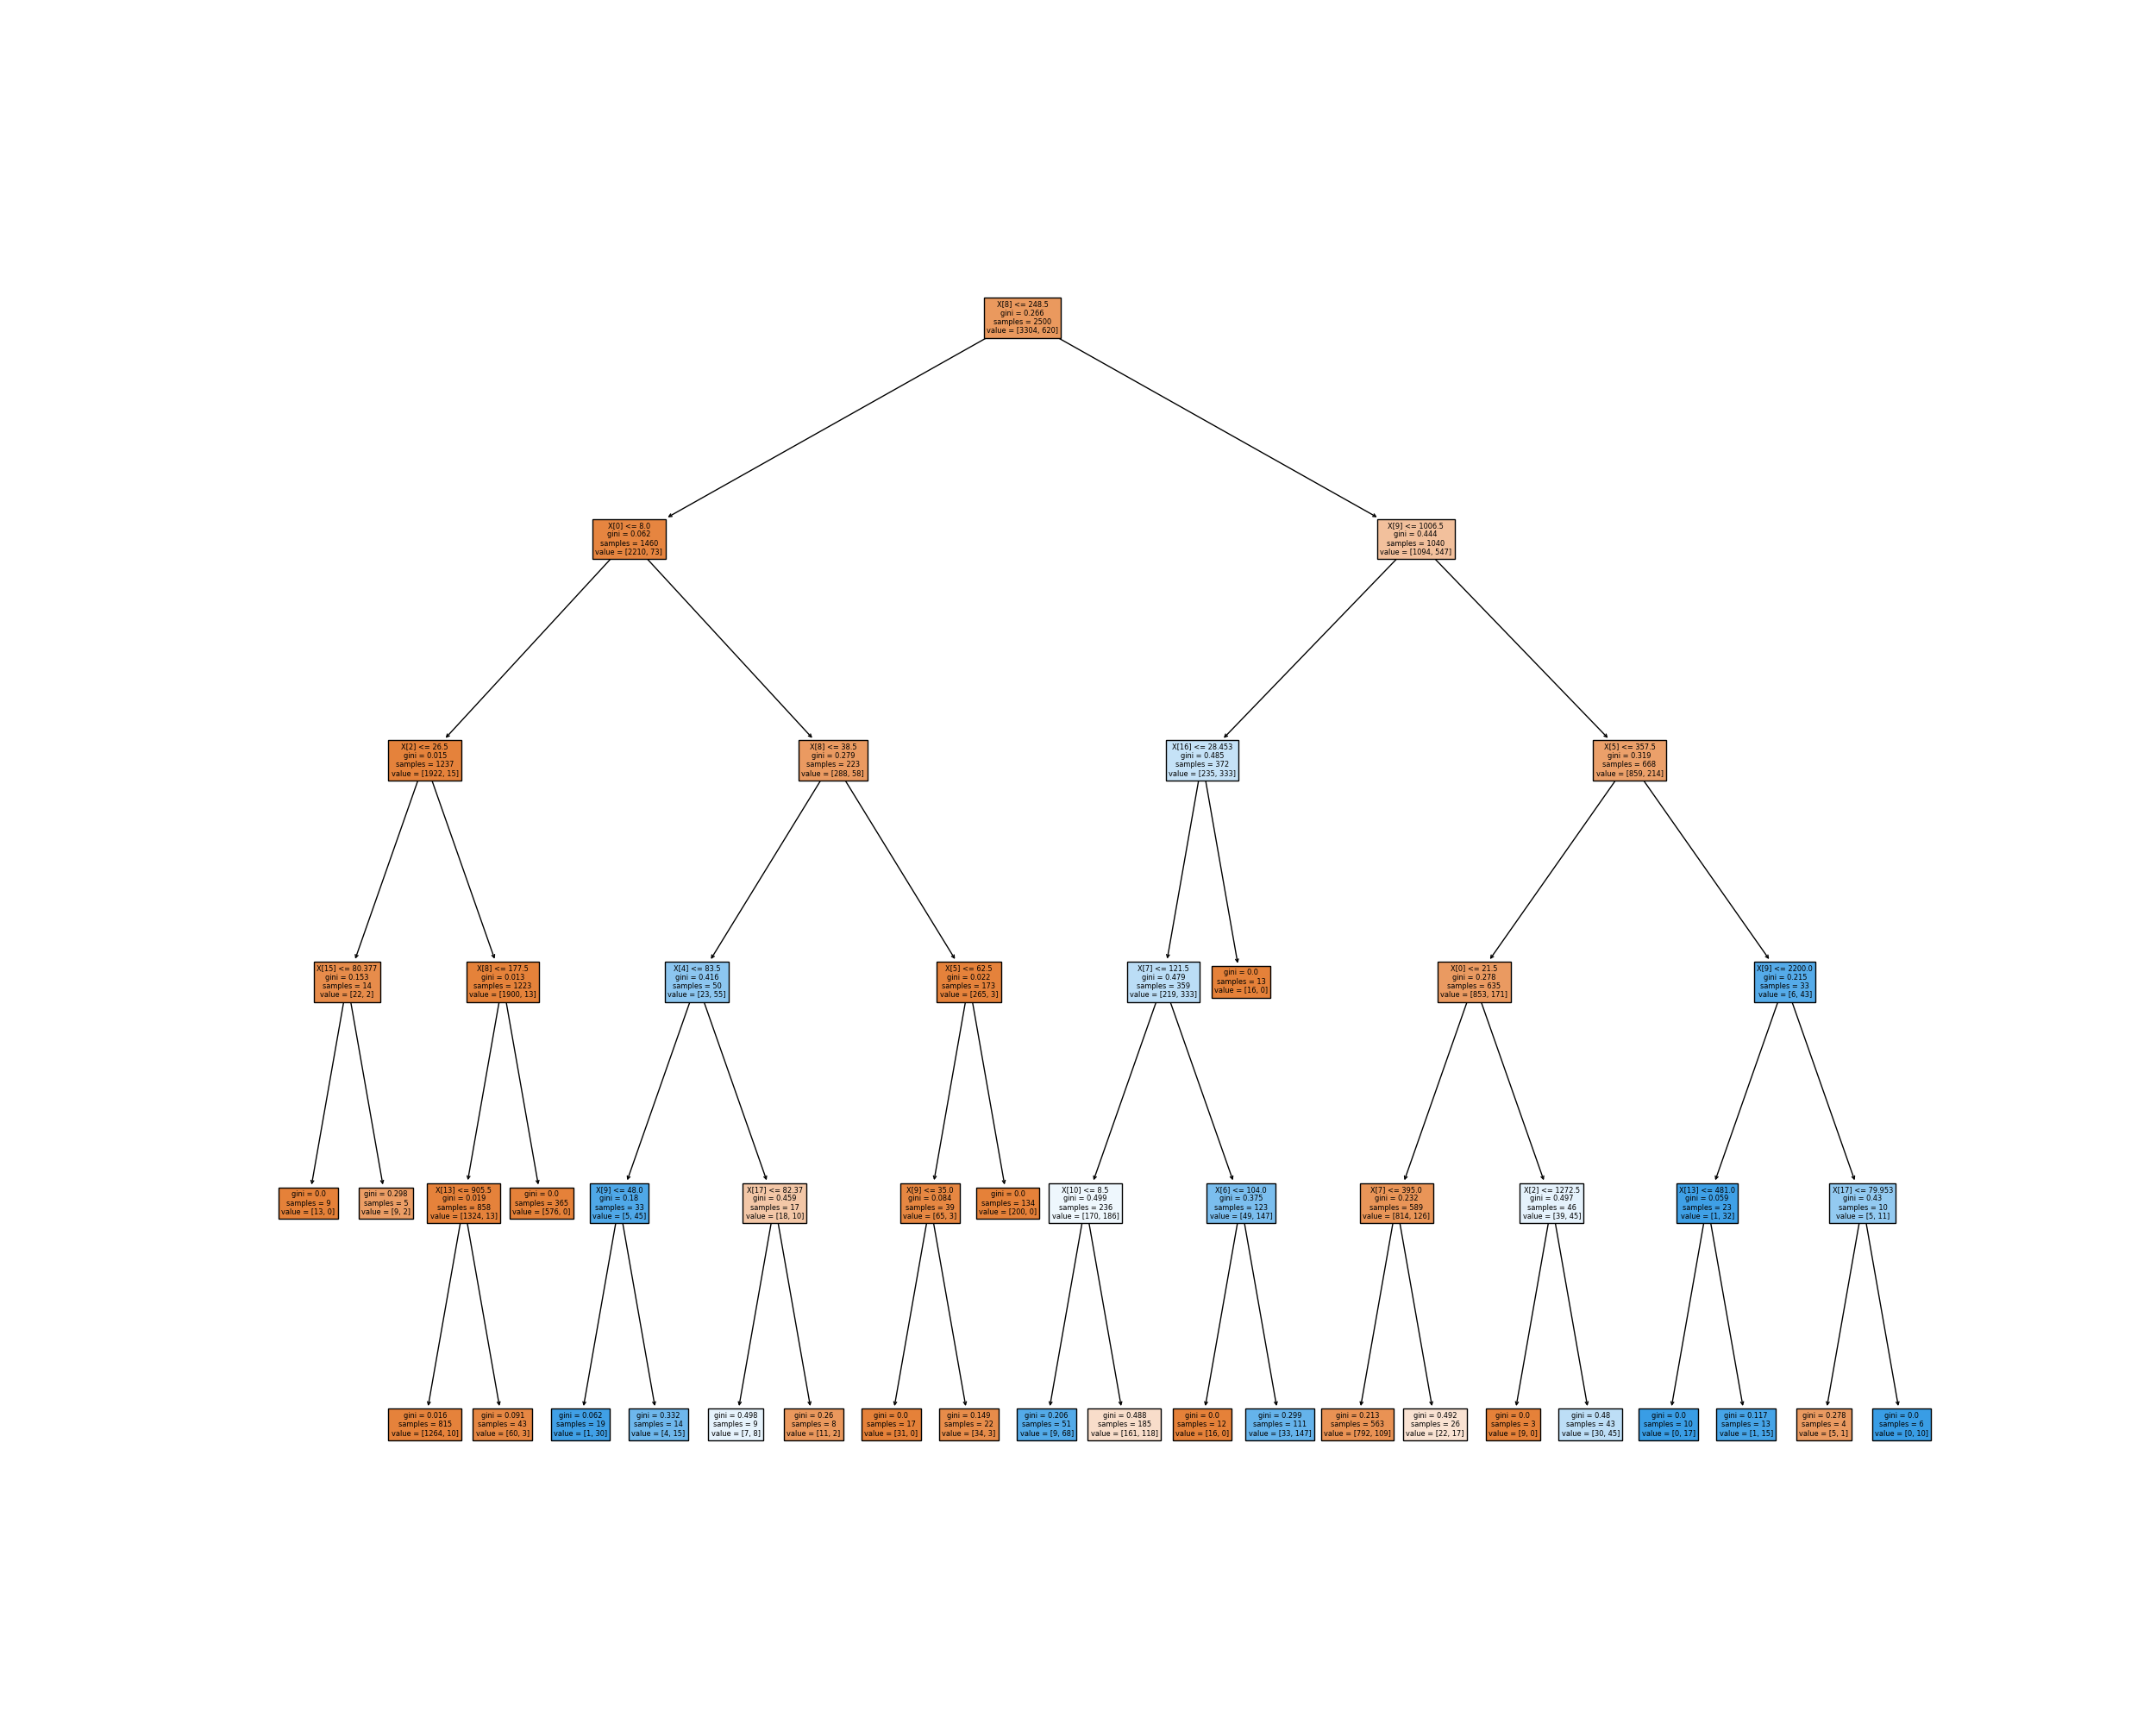 X[8] <= 248.5
gini = 0.266
samples = 2500
value = [3304, 620]
X[0] <= 8.0
gini = 0.062
samples = 1460
value = [2210, 73]
X[9] <= 1006.5
gini = 0.444
samples = 1040
value = [1094, 547]
X[2] <= 26.5
gini = 0.015
samples = 1237
value = [1922, 15]
X[8] <= 38.5
gini = 0.279
samples = 223
value = [288, 58]
X[16] <= 28.453
gini = 0.485
samples = 372
value = [235, 333]
X[5] <= 357.5
gini = 0.319
samples = 668
value = [859, 214]
X[15] <= 80.377
gini = 0.153
samples = 14
value = [22, 2]
X[8] <= 177.5
gini = 0.013
samples = 1223
value = [1900, 13]
X[4] <= 83.5
gini = 0.416
samples = 50
value = [23, 55]
X[5] <= 62.5
gini = 0.022
samples = 173
value = [265, 3]
X[7] <= 121.5
gini = 0.479
samples = 359
value = [219, 333]
gini = 0.0
samples = 13
value = [16, 0]
X[0] <= 21.5
gini = 0.278
samples = 635
value = [853, 171]
X[9] <= 2200.0
gini = 0.215
samples = 33
value = [6, 43]
gini = 0.0
samples = 9
value = [13, 0]
gini = 0.298
samples = 5
value = [9, 2]
X[13] <= 905.5
gini = 0.019
samples = 858
value = [1324, 13]
gini = 0.0
samples = 365
value = [576, 0]
X[9] <= 48.0
gini = 0.18
samples = 33
value = [5, 45]
X[17] <= 82.37
gini = 0.459
samples = 17
value = [18, 10]
X[9] <= 35.0
gini = 0.084
samples = 39
value = [65, 3]
gini = 0.0
samples = 134
value = [200, 0]
X[10] <= 8.5
gini = 0.499
samples = 236
value = [170, 186]
X[6] <= 104.0
gini = 0.375
samples = 123
value = [49, 147]
X[7] <= 395.0
gini = 0.232
samples = 589
value = [814, 126]
X[2] <= 1272.5
gini = 0.497
samples = 46
value = [39, 45]
X[13] <= 481.0
gini = 0.059
samples = 23
value = [1, 32]
X[17] <= 79.953
gini = 0.43
samples = 10
value = [5, 11]
gini = 0.016
samples = 815
value = [1264, 10]
gini = 0.091
samples = 43
value = [60, 3]
gini = 0.062
samples = 19
value = [1, 30]
gini = 0.332
samples = 14
value = [4, 15]
gini = 0.498
samples = 9
value = [7, 8]
gini = 0.26
samples = 8
value = [11, 2]
gini = 0.0
samples = 17
value = [31, 0]
gini = 0.149
samples = 22
value = [34, 3]
gini = 0.206
samples = 51
value = [9, 68]
gini = 0.488
samples = 185
value = [161, 118]
gini = 0.0
samples = 12
value = [16, 0]
gini = 0.299
samples = 111
value = [33, 147]
gini = 0.213
samples = 563
value = [792, 109]
gini = 0.492
samples = 26
value = [22, 17]
gini = 0.0
samples = 3
value = [9, 0]
gini = 0.48
samples = 43
value = [30, 45]
gini = 0.0
samples = 10
value = [0, 17]
gini = 0.117
samples = 13
value = [1, 15]
gini = 0.278
samples = 4
value = [5, 1]
gini = 0.0
samples = 6
value = [0, 10]